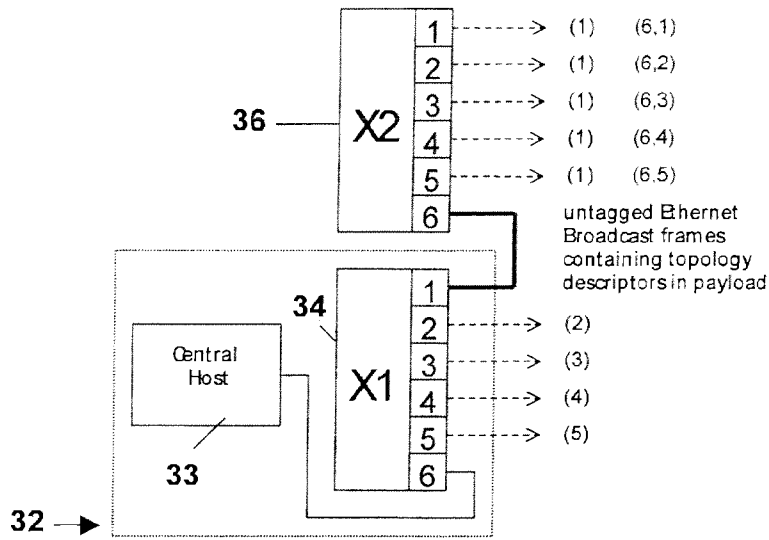 1 (1) (6,1)
2 (1) (6,2)
36 X2 3 (1) (6,3)
4 (1) (6,4)
5 (1) (6,5)
6
untagged Ethernet
Broadcast frames
containing topology
descriptors in payload
1
34 2 (2)
Central
Host
X1 3 (3)
4 (4)
5 (5)
33 6
32